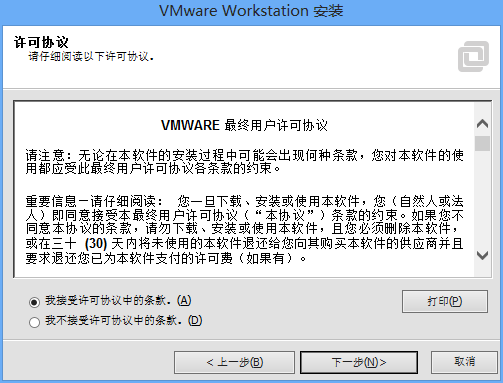 VMware Workstation 安装
许可协议
请仔细阅读以下许可协议。
VMWARE 最终用户许可协议
请注意：无论在本软件的安装过程中可能会出现何种条款，您对本软件的使
用都应受此最终用户许可协议各条款的约束。
重要信息—请仔细阅读： 您一旦下载、安装或使用本软件，您（自然人或法
人）即同意接受本最终用户许可协议（“本协议”）条款的约束。如果您不
同意本协议的条款，请勿下载、安装或使用本软件，且您必须删除本软件，
或在三十 (30) 天内将未使用的本软件退还给您向其购买本软件的供应商并且
要求退还您已为本软件支付的许可费（如果有）。
我接受许可协议中的条款。(A)
打印(P)
我不接受许可协议中的条款。(D)
< 上一步(B)
下一步(N)>
取消